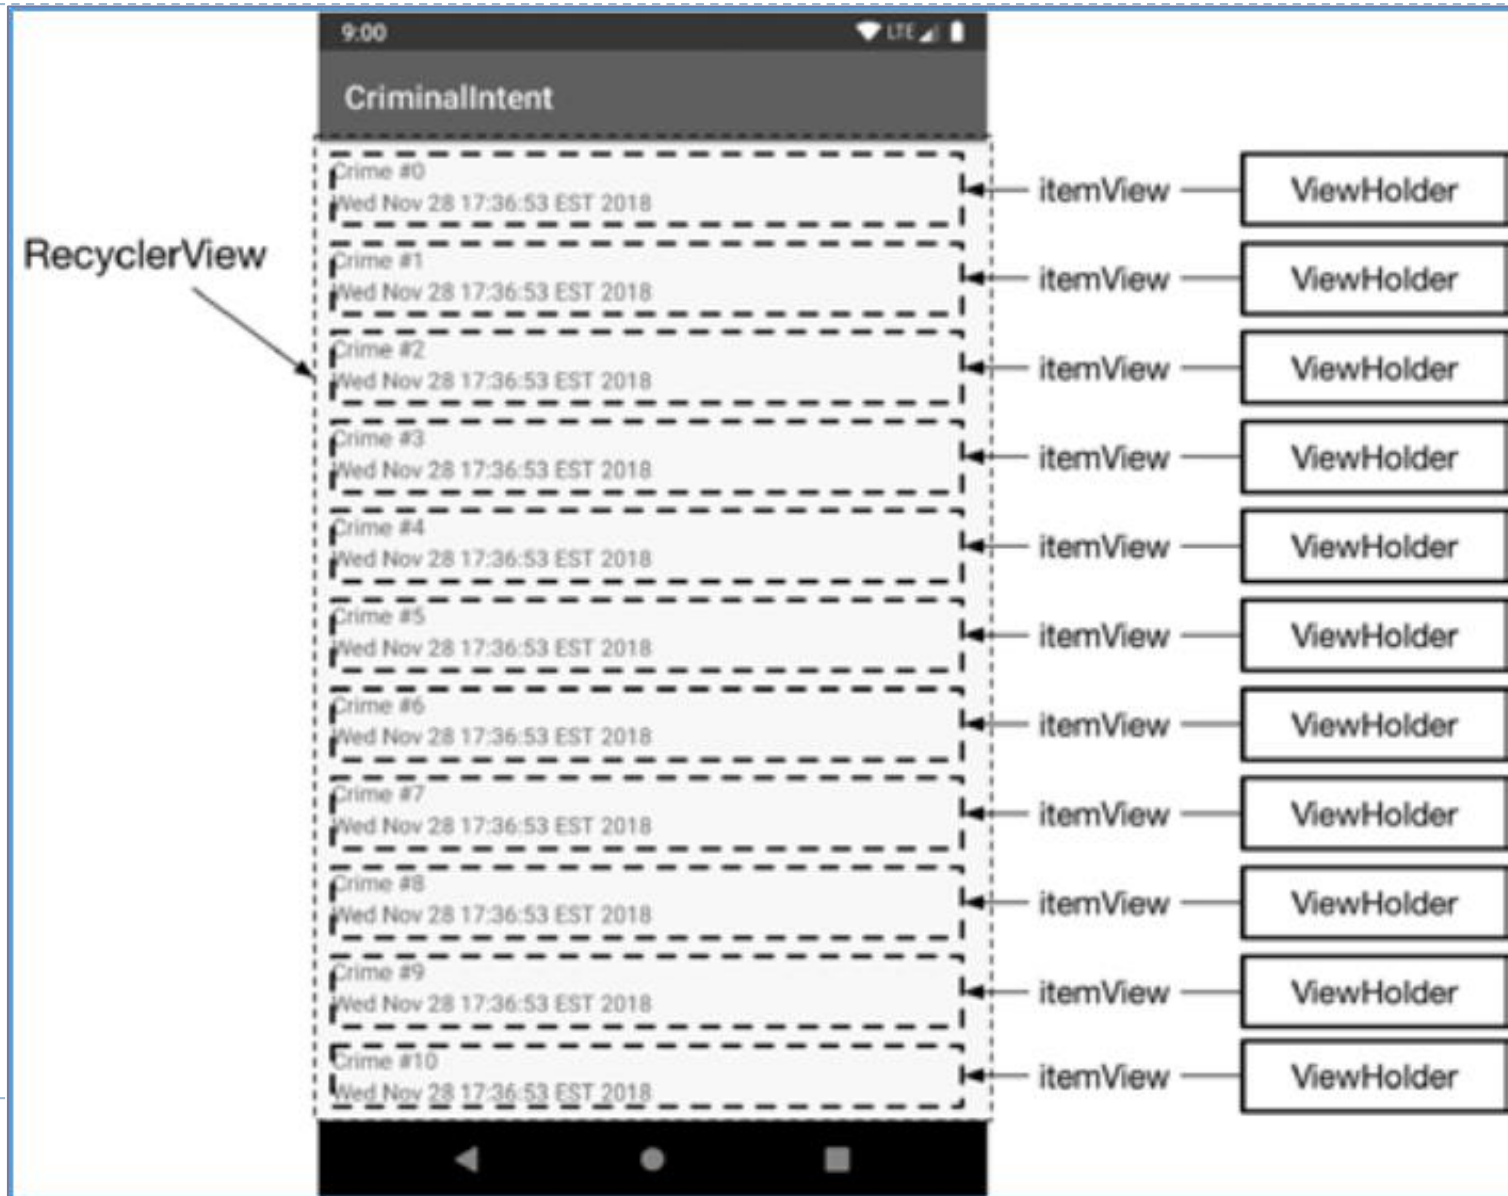 9:00 LTE
CriminalIntent
RecyclerView
Crime #0
Wed Nov 28 17:36:53 EST 2018
itemView ViewHolder
Crime #1
Wed Nov 28 17:36:53 EST 2018
itemView ViewHolder
Crime #2
Wed Nov 28 17:36:53 EST 2018
itemView ViewHolder
Crime #3
Wed Nov 28 17:36:53 EST 2018
itemView ViewHolder
Crime #4
Wed Nov 28 17:36:53 EST 2018
itemView ViewHolder
Crime #5
Wed Nov 28 17:36:53 EST 2018
itemView ViewHolder
Crime #6
Wed Nov 28 17:36:53 EST 2018
itemView ViewHolder
Crime #7
Wed Nov 28 17:36:53 EST 2018
itemView ViewHolder
Crime #8
Wed Nov 28 17:36:53 EST 2018
itemView ViewHolder
Crime #9
Wed Nov 28 17:36:53 EST 2018
itemView ViewHolder
Crime #10
Wed Nov 28 17:36:53 EST 2018
itemView ViewHolder